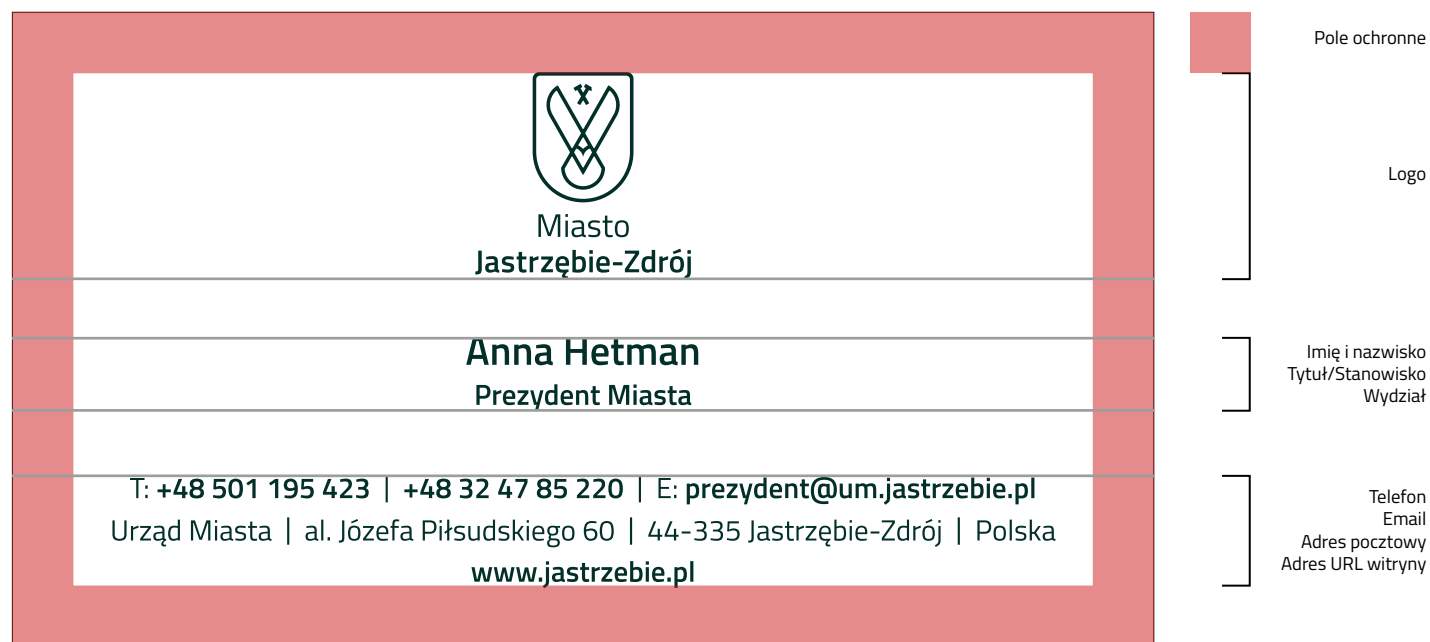 Miasto
Jastrzębie-Zdrój
Anna Hetman
Prezydent Miasta
T: +48 501 195 423 | +48 32 47 85 220 | E: prezydent@um.jastrzebie.pl
Urząd Miasta | al. Józefa Piłsudskiego 60 | 44-335 Jastrzębie-Zdrój | Polska
www.jastrzebie.pl
Pole ochronne
Logo
Imię i nazwisko
Tytuł/Stanowisko
Wydział
Telefon
Email
Adres pocztowy
Adres URL witryny